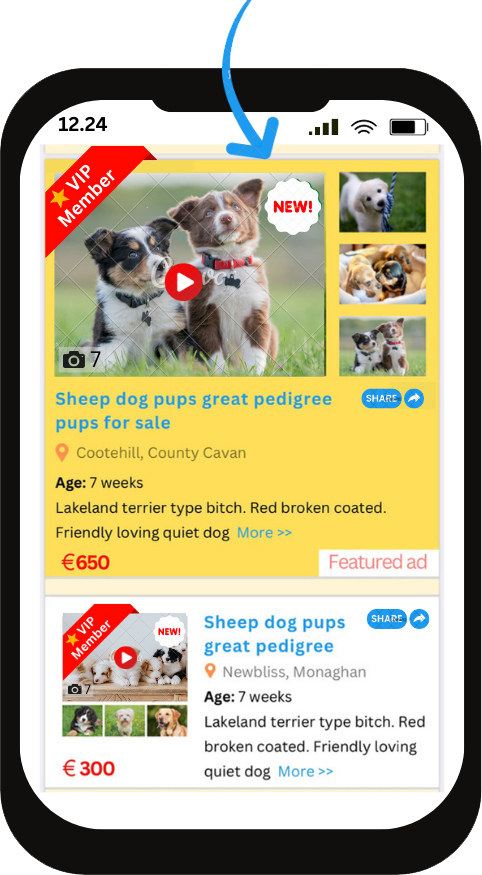 12.24
VIP
Member
NEW!
7
Sheep dog pups great pedigree
pups for sale
SHARE
Cootehill, County Cavan
Age: 7 weeks
Lakeland terrier type bitch. Red broken coated.
Friendly loving quiet dog More >>
€650
Featured ad
VIP
Member
NEW!
7
€ 300
Sheep dog pups
great pedigree
SHARE
Newbliss, Monaghan
Age: 7 weeks
Lakeland terrier type bitch. Red
broken coated. Friendly loving
quiet dog More >>